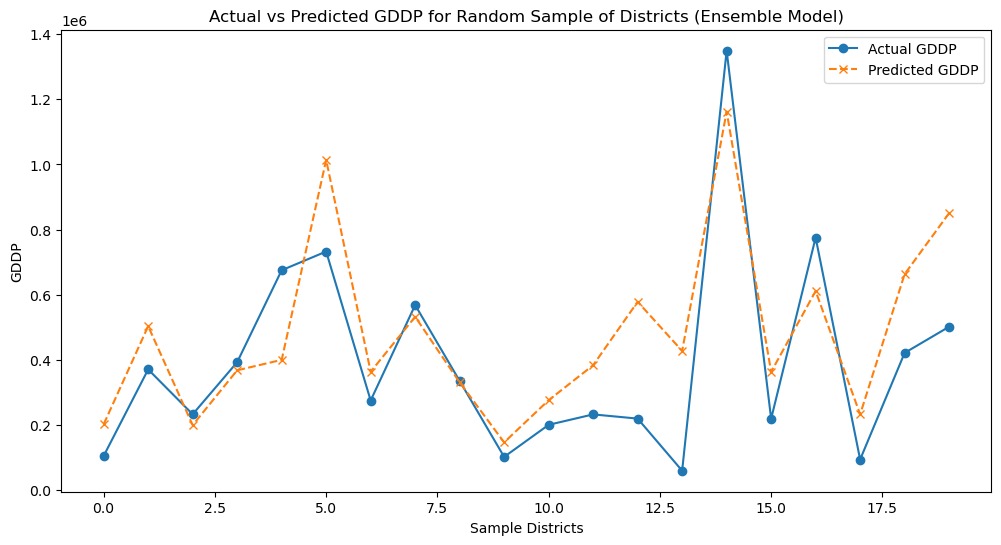 Actual vs Predicted GDDP for Random Sample of Districts (Ensemble Model)
1e6
1.4
1.2
1.0
0.8
0.6
0.4
0.2
0.0
GDDP
Actual GDDP
Predicted GDDP
0.0 2.5 5.0 7.5 10.0 12.5 15.0 17.5
Sample Districts